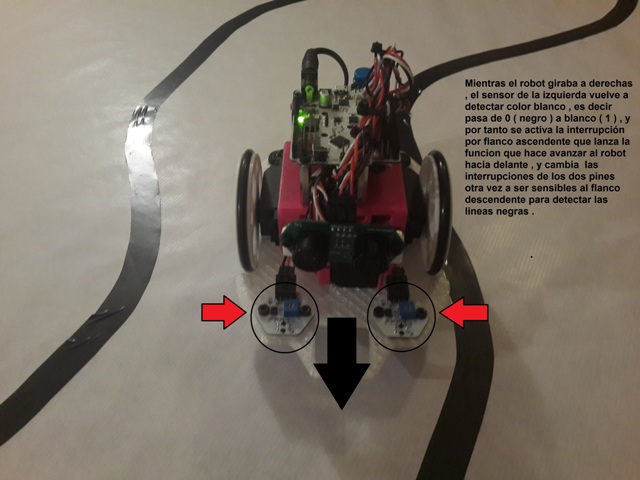 Mientras el robot giraba a derechas
, el sensor de la izquierda vuelve a
detectar color blanco , es decir
pasa de 0 ( negro ) a blanco ( 1 ) , y
por tanto se activa la interrupción
por flanco ascendente que lanza la
funcion que hace avanzar al robot
hacia delante , y cambia  las
interrupciones de los dos pines
otra vez a ser sensibles al flanco
descendente para detectar las
lineas negras .